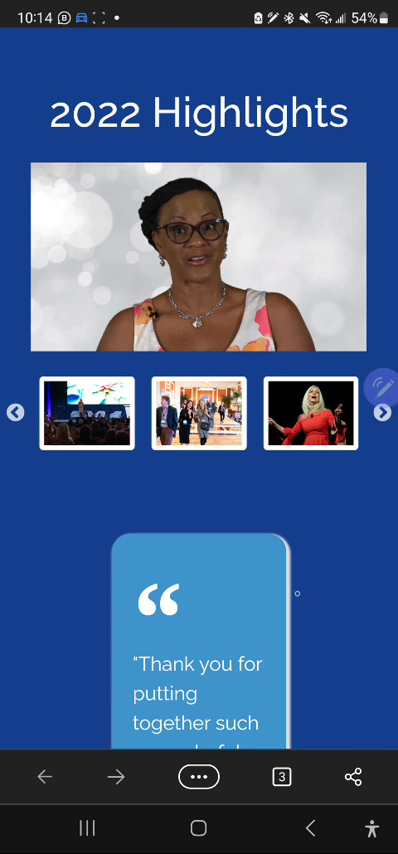 10:14
54%
2022 Highlights
"Thank you for
putting
together such
3